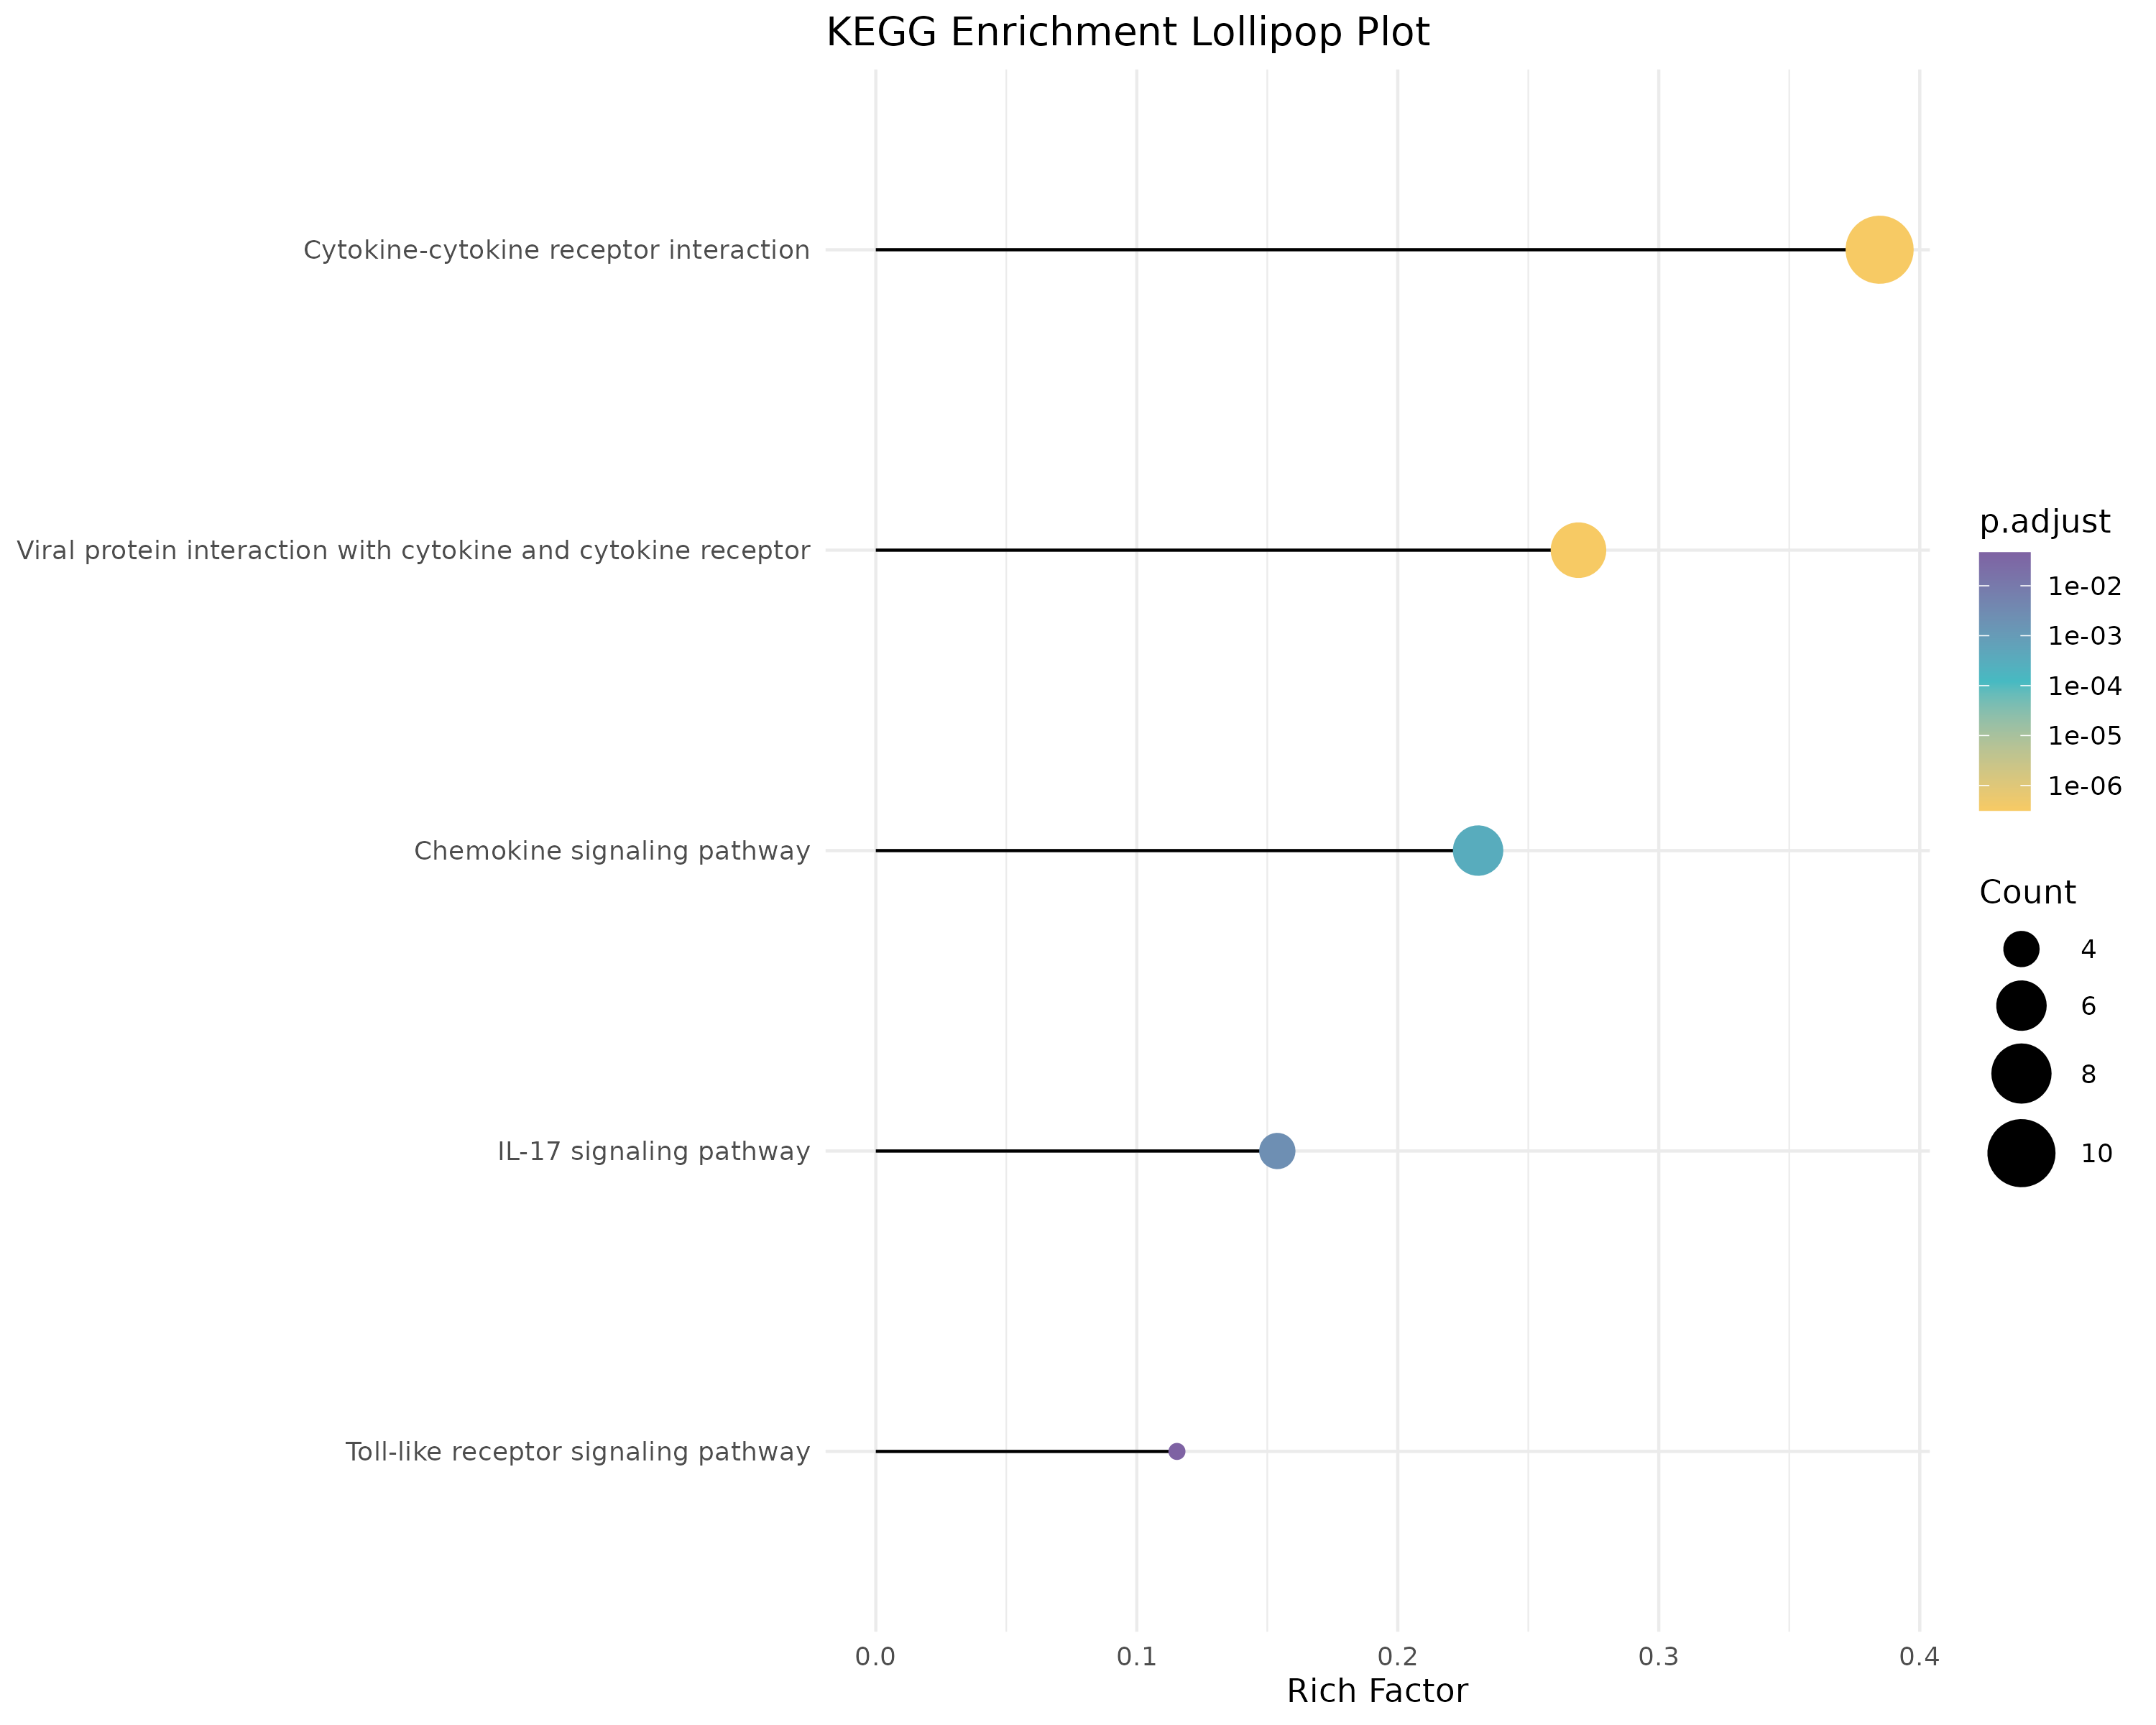 KEGG Enrichment Lollipop Plot
Cytokine-cytokine receptor interaction
Viral protein interaction with cytokine and cytokine receptor
Chemokine signaling pathway
IL-17 signaling pathway
Toll-like receptor signaling pathway
0.0
0.1
0.2
0.3
0.4
Rich Factor
p.adjust
1e-02
1e-03
1e-04
1e-05
1e-06
Count
4
6
8
10